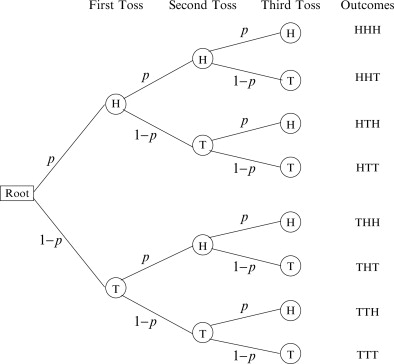 First Toss Second Toss Third Toss Outcomes
p H HHH
H
p 1−p T HHT
H
1−p p H HTH
T
p 1−p T HTT
Root
1−p p H THH
p H
1−p T THT
T
p H TTH
1−p T
1−p T TTT